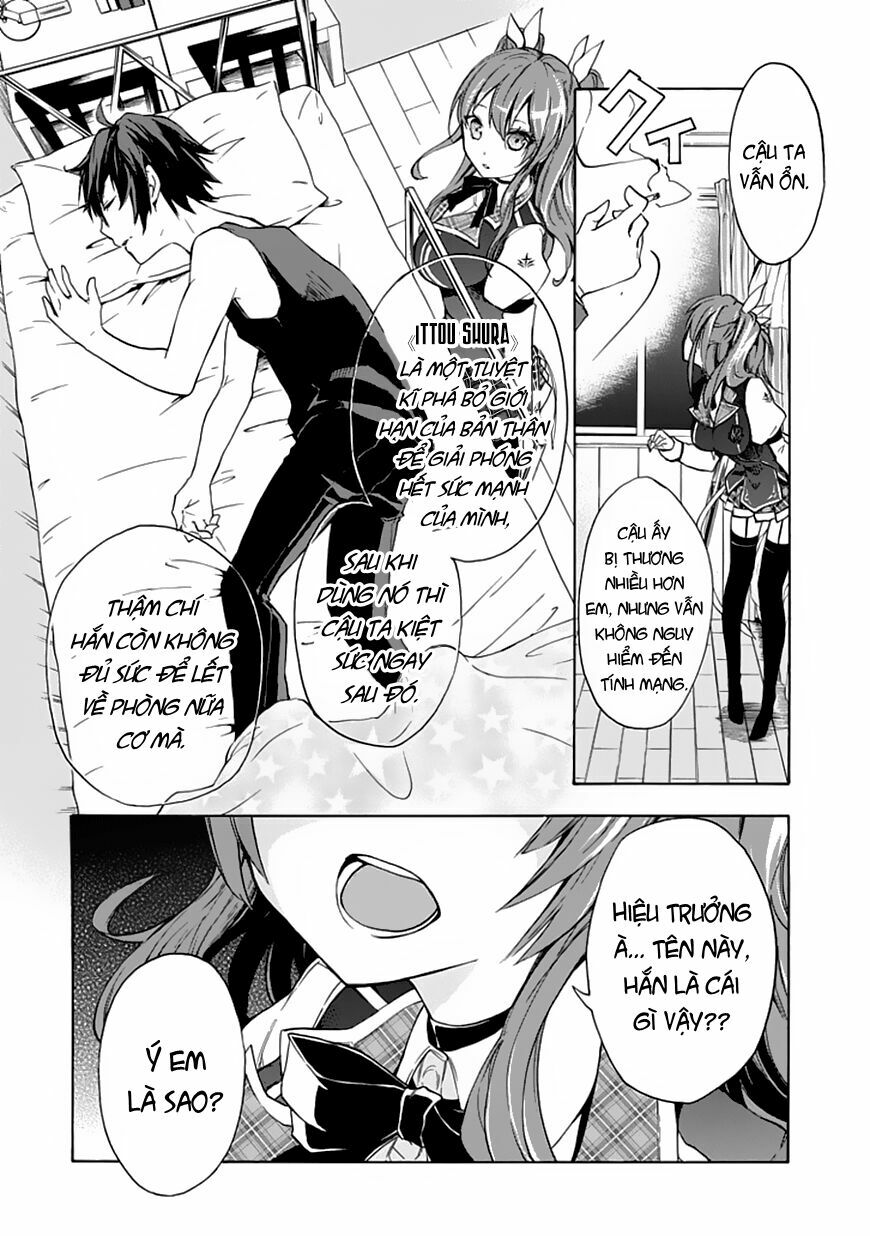 クイッ
CẬU TA
VẪN ỔN.
CẬU ẤY
BỊ THƯƠNG
NHIỀU HƠN
EM, NHƯNG VẪN
KHÔNG NGUY
HIỂM ĐẾN
TÍNH MẠNG.
《ITTOU SHURA》
LÀ MỘT TUYỆT
KĨ PHÁ BỎ GIỚI
HẠN CỦA BẢN THÂN
ĐỂ GIẢI PHÓNG
HẾT SỨC MẠNH
CỦA MÌNH,
SAU KHI
DÙNG NÓ THÌ
CẬU TA KIỆT
SỨC NGAY
SAU ĐÓ.
THẬM CHÍ
HẮN CÒN KHÔNG
ĐỦ SỨC ĐỂ LẾT
VỀ PHÒNG NỮA
CƠ MÀ.
HIỆU TRƯỞNG
À... TÊN NÀY,
HẮN LÀ CÁI
GÌ VẬY??
Ý EM
LÀ SAO?